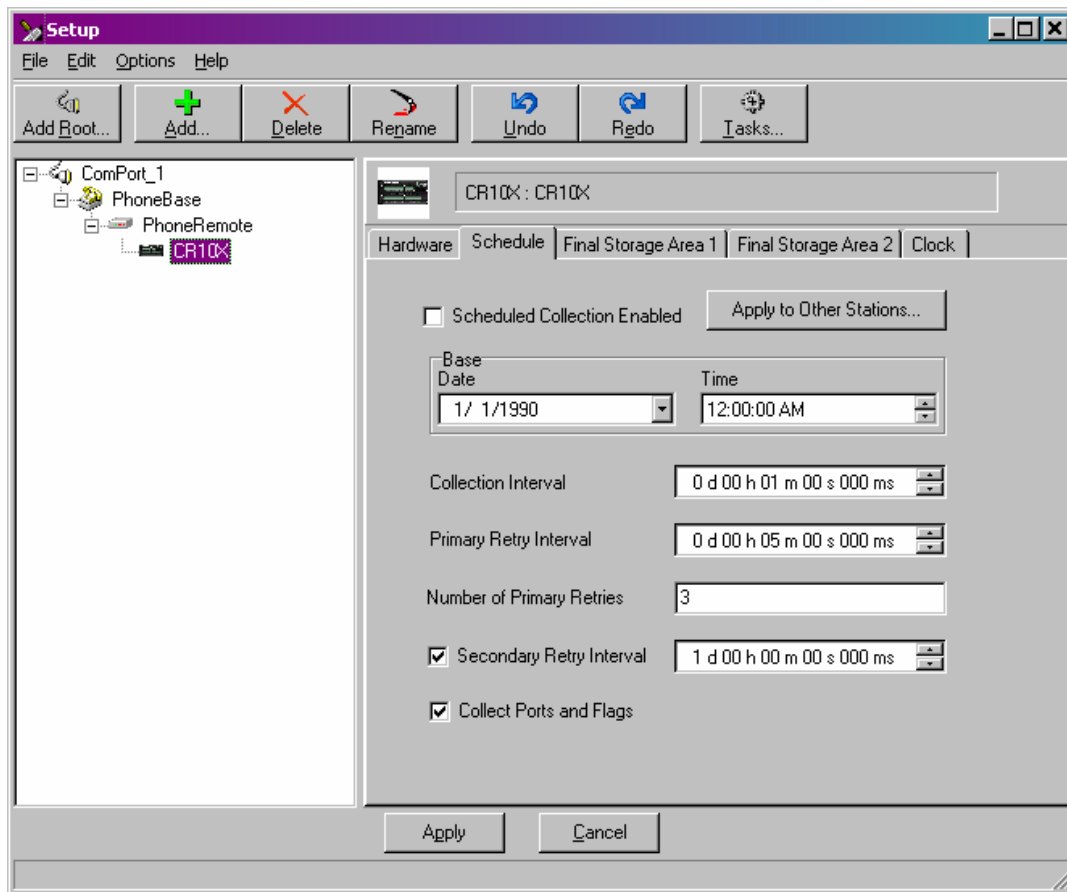 Setup
File Edit Options Help
Add Root... Add... Delete Rename Undo Redo Tasks...
ComPort_1
PhoneBase
PhoneRemote
CR10X
CR10X : CR10X
Hardware Schedule Final Storage Area 1 Final Storage Area 2 Clock
Scheduled Collection Enabled Apply to Other Stations...
Base
Date Time
1/ 1/1990 12:00:00 AM
Collection Interval 0 d 00 h 01 m 00 s 000 ms
Primary Retry Interval 0 d 00 h 05 m 00 s 000 ms
Number of Primary Retries 3
Secondary Retry Interval 1 d 00 h 00 m 00 s 000 ms
Collect Ports and Flags
Apply Cancel